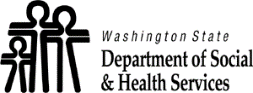 Washington State
Department of Social
& Health Services